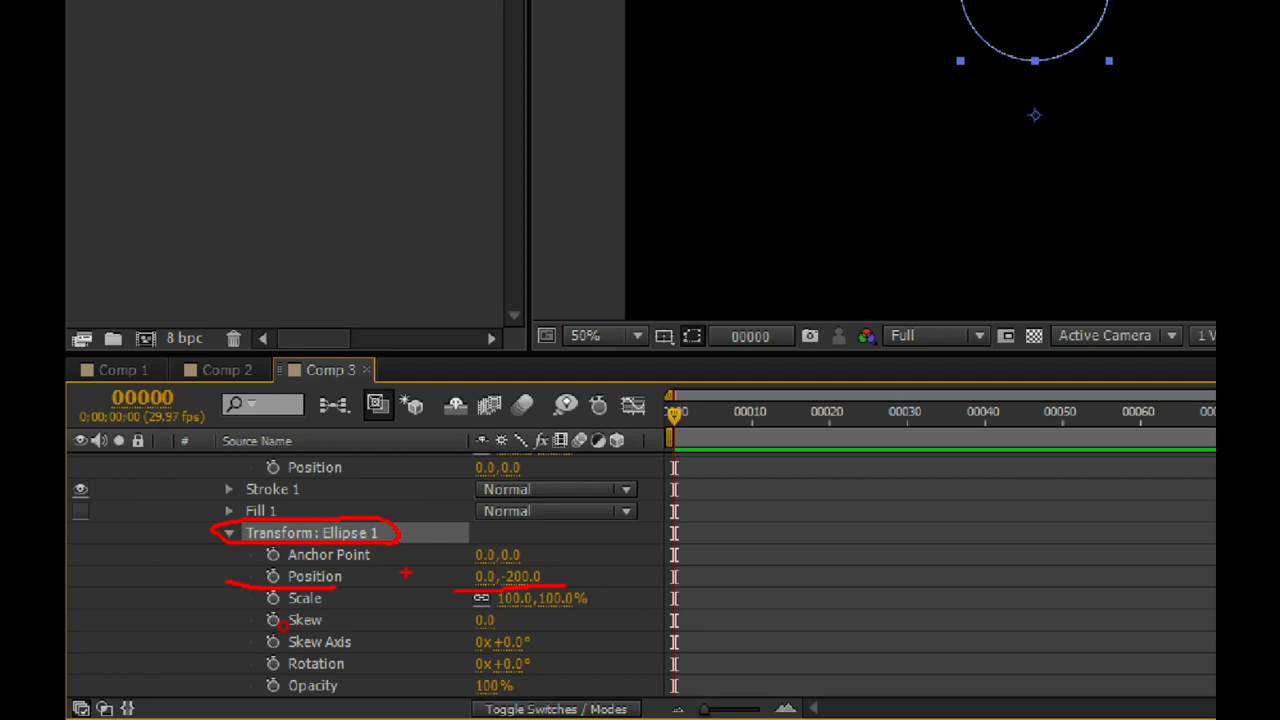 8 bpc
50%
00000
Full
Active Camera
1 V
Comp 1
Comp 2
Comp 3
00000
0;00;00;00 (29.97 fps)
00010
00020
00030
00040
00050
00060
#
Source Name
fx
Position
0.0,0.0
Stroke 1
Normal
Fill 1
Normal
Transform: Ellipse 1
Anchor Point
0.0,0.0
Position
0.0,-200.0
Scale
100.0,100.0%
Skew
0.0
Skew Axis
0x+0.0°
Rotation
0x+0.0°
Opacity
100%
Toggle Switches / Modes